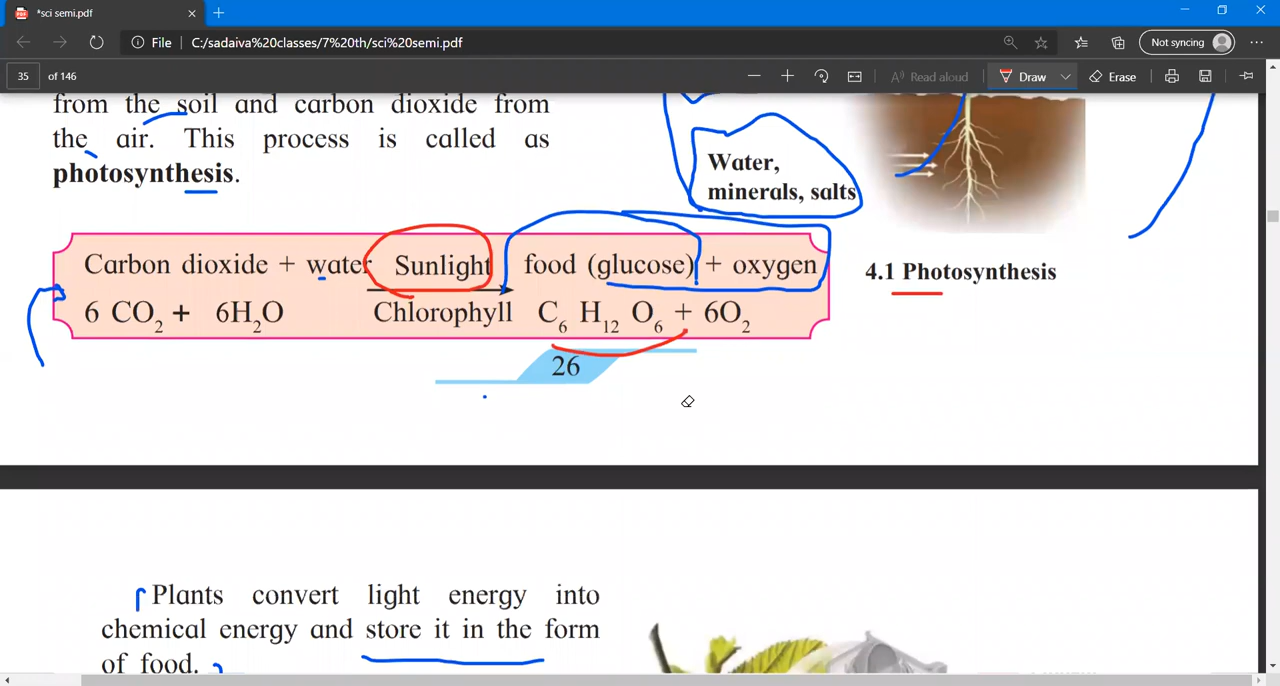 *sci semi.pdf
File C:/sadaiva%20classes/7%20th/sci%20semi.pdf Not syncing
35 of 146 Read aloud Draw Erase
from the soil and carbon dioxide from
the air. This process is called as
photosynthesis.
Water,
minerals, salts
Carbon dioxide + water Sunlight food (glucose) + oxygen
6 CO₂ + 6H₂O Chlorophyll C₆ H₁₂ O₆ + 6O₂
4.1 Photosynthesis
26
Plants convert light energy into
chemical energy and store it in the form
of food.